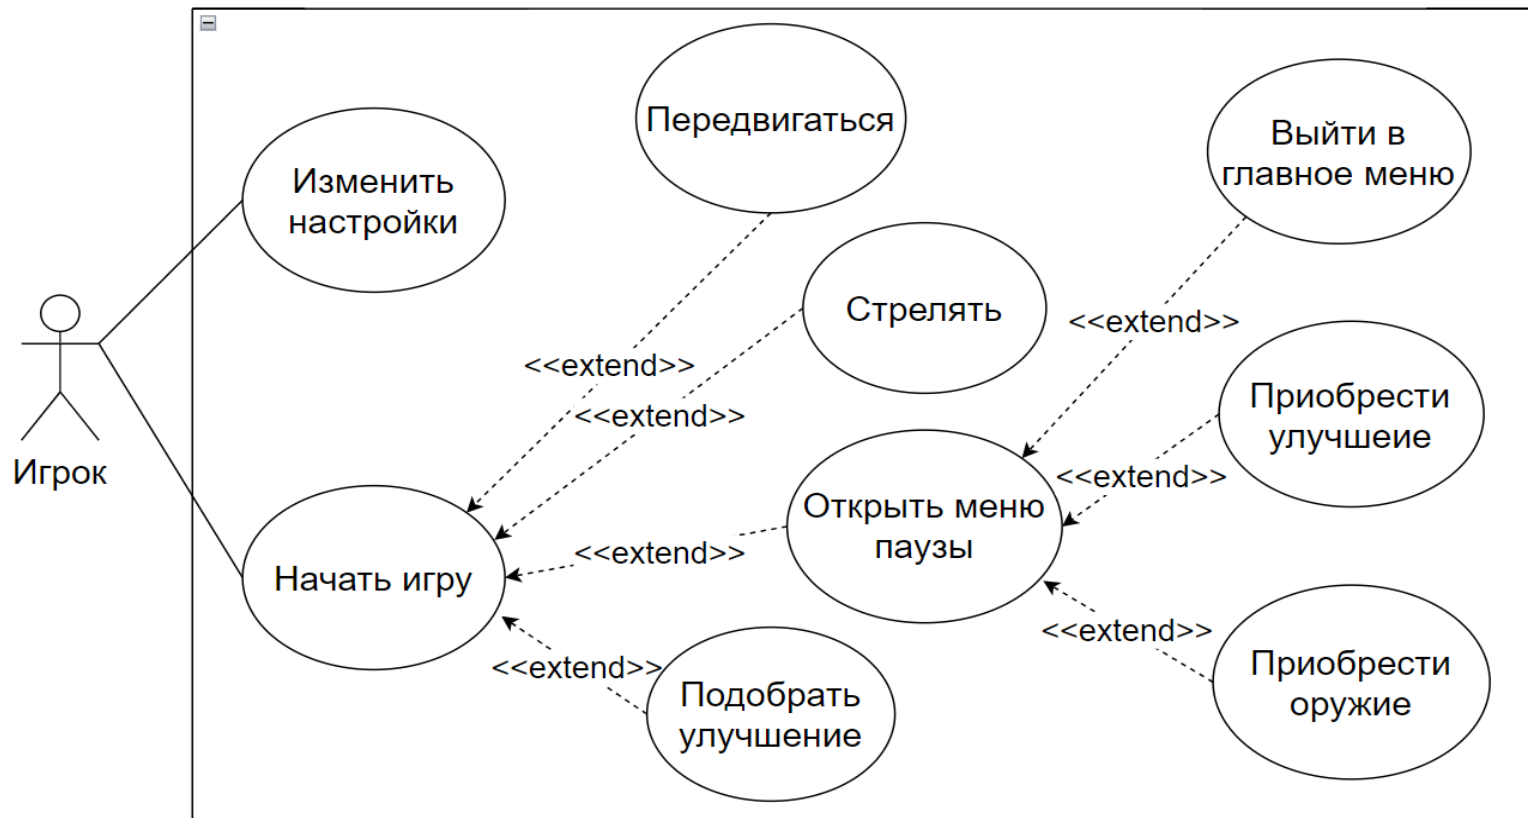 Передвигаться
Выйти в
главное меню
Изменить
настройки
Стрелять
<<extend>>
<<extend>>
Приобрести
улучшеие
<<extend>>
<<extend>>
Игрок
Открыть меню
паузы
<<extend>>
Начать игру
<<extend>>
<<extend>>
Подобрать
улучшение
Приобрести
оружие